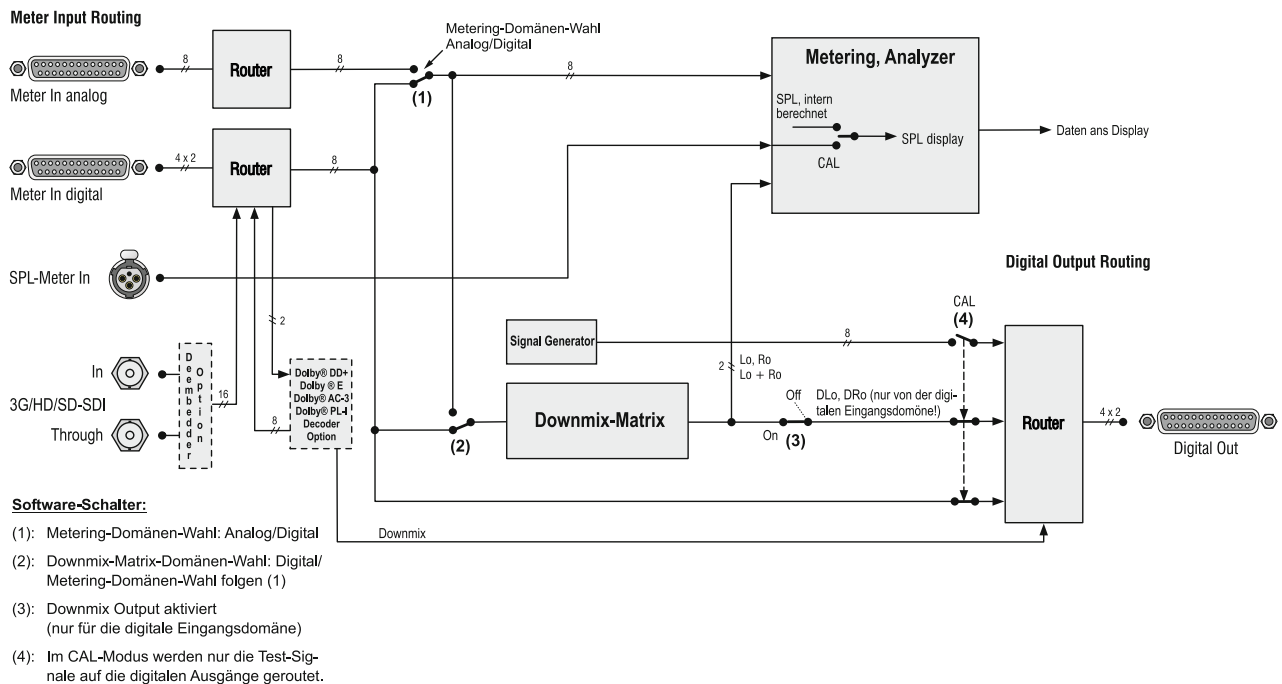 Meter Input Routing
Meter In analog
8
Router
8
Metering-Domänen-Wahl
Analog/Digital
(1)
8
Metering, Analyzer
SPL, intern
berechnet
SPL display
CAL
Daten ans Display
Meter In digital
4 x 2
Router
8
SPL-Meter In
In
3G/HD/SD-SDI
Through
Deembedder
Option
16
2
8
Dolby® DD+
Dolby ® E
Dolby® AC-3
Dolby® PL-I
Decoder
Option
Signal Generator
8
2
Lo, Ro
Lo + Ro
(2)
Downmix-Matrix
Off
On
(3)
DLo, DRo (nur von der digi-
talen Eingangsdomöne!)
Digital Output Routing
CAL
(4)
Router
4 x 2
Digital Out
Downmix
Software-Schalter:
(1): Metering-Domänen-Wahl: Analog/Digital
(2): Downmix-Matrix-Domänen-Wahl: Digital/
Metering-Domänen-Wahl folgen (1)
(3): Downmix Output aktiviert
(nur für die digitale Eingangsdomäne)
(4): Im CAL-Modus werden nur die Test-Sig-
nale auf die digitalen Ausgänge geroutet.